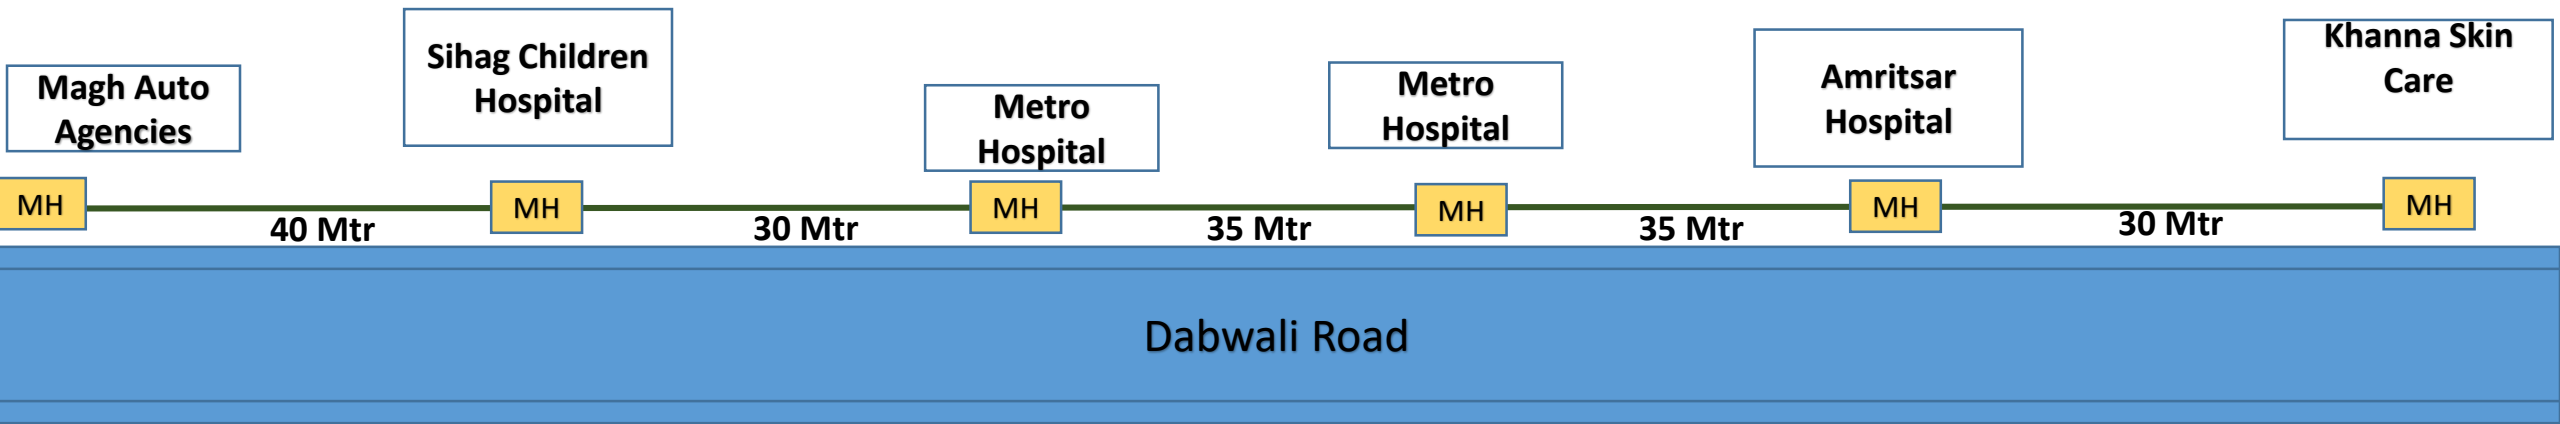 Magh Auto
Agencies
Sihag Children
Hospital
Metro
Hospital
Metro
Hospital
Amritsar
Hospital
Khanna Skin
Care
MH
MH
MH
MH
MH
MH
40 Mtr
30 Mtr
35 Mtr
35 Mtr
30 Mtr
Dabwali Road